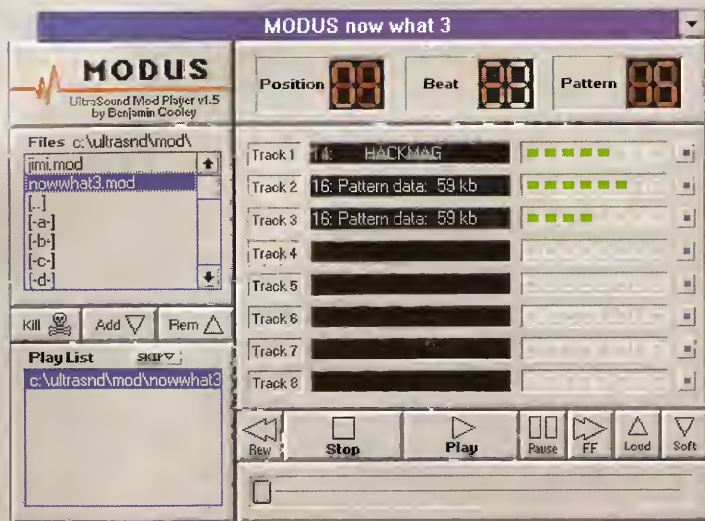 MODUS now what 3
MODUS
UltraSound Mod Player v1.5
by Benjamin Cooley
Position
Beat
Pattern
Files c:\ultrasnd\mod\
jimi.mod
nowwhat3.mod
[..]
[-a-]
[-b-]
[-c-]
[-d-]
Kill
Add
Rem
Play List
SKIP
c:\ultrasnd\mod\nowwhat3
Track 1 14: HACKMAG
Track 2 16: Pattern data: 59 kb
Track 3 16: Pattern data: 59 kb
Track 4
Track 5
Track 6
Track 7
Track 8
Rew
Stop
Play
Pause
FF
Loud
Soft